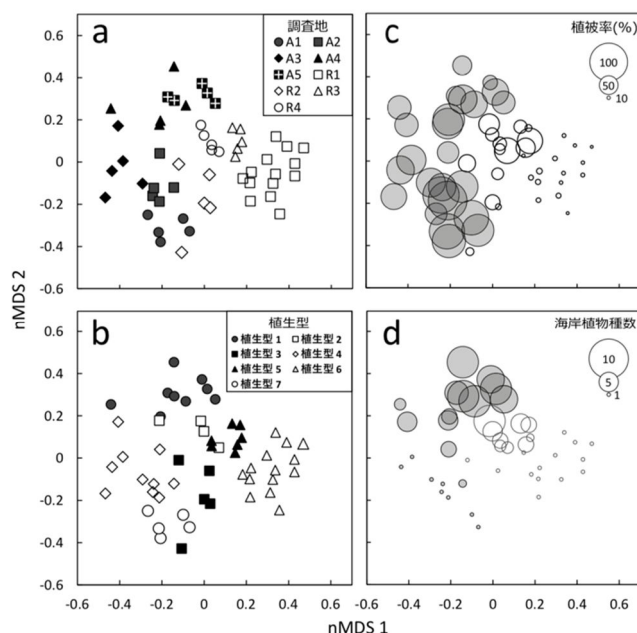 a
調査地
A1 A2
A3 A4
A5 R1
R2 R3
R4
0.6
0.4
0.2
0
-0.2
-0.4
-0.6
c
植被率(%)
100
50
10
nMDS 2
b
植生型
植生型 1 植生型 2
植生型 3 植生型 4
植生型 5 植生型 6
植生型 7
0.6
0.4
0.2
0
-0.2
-0.4
-0.6
-0.6 -0.4 -0.2 0 0.2 0.4 0.6
d
海岸植物種数
10
5
1
-0.6 -0.4 -0.2 0 0.2 0.4 0.6
nMDS 1